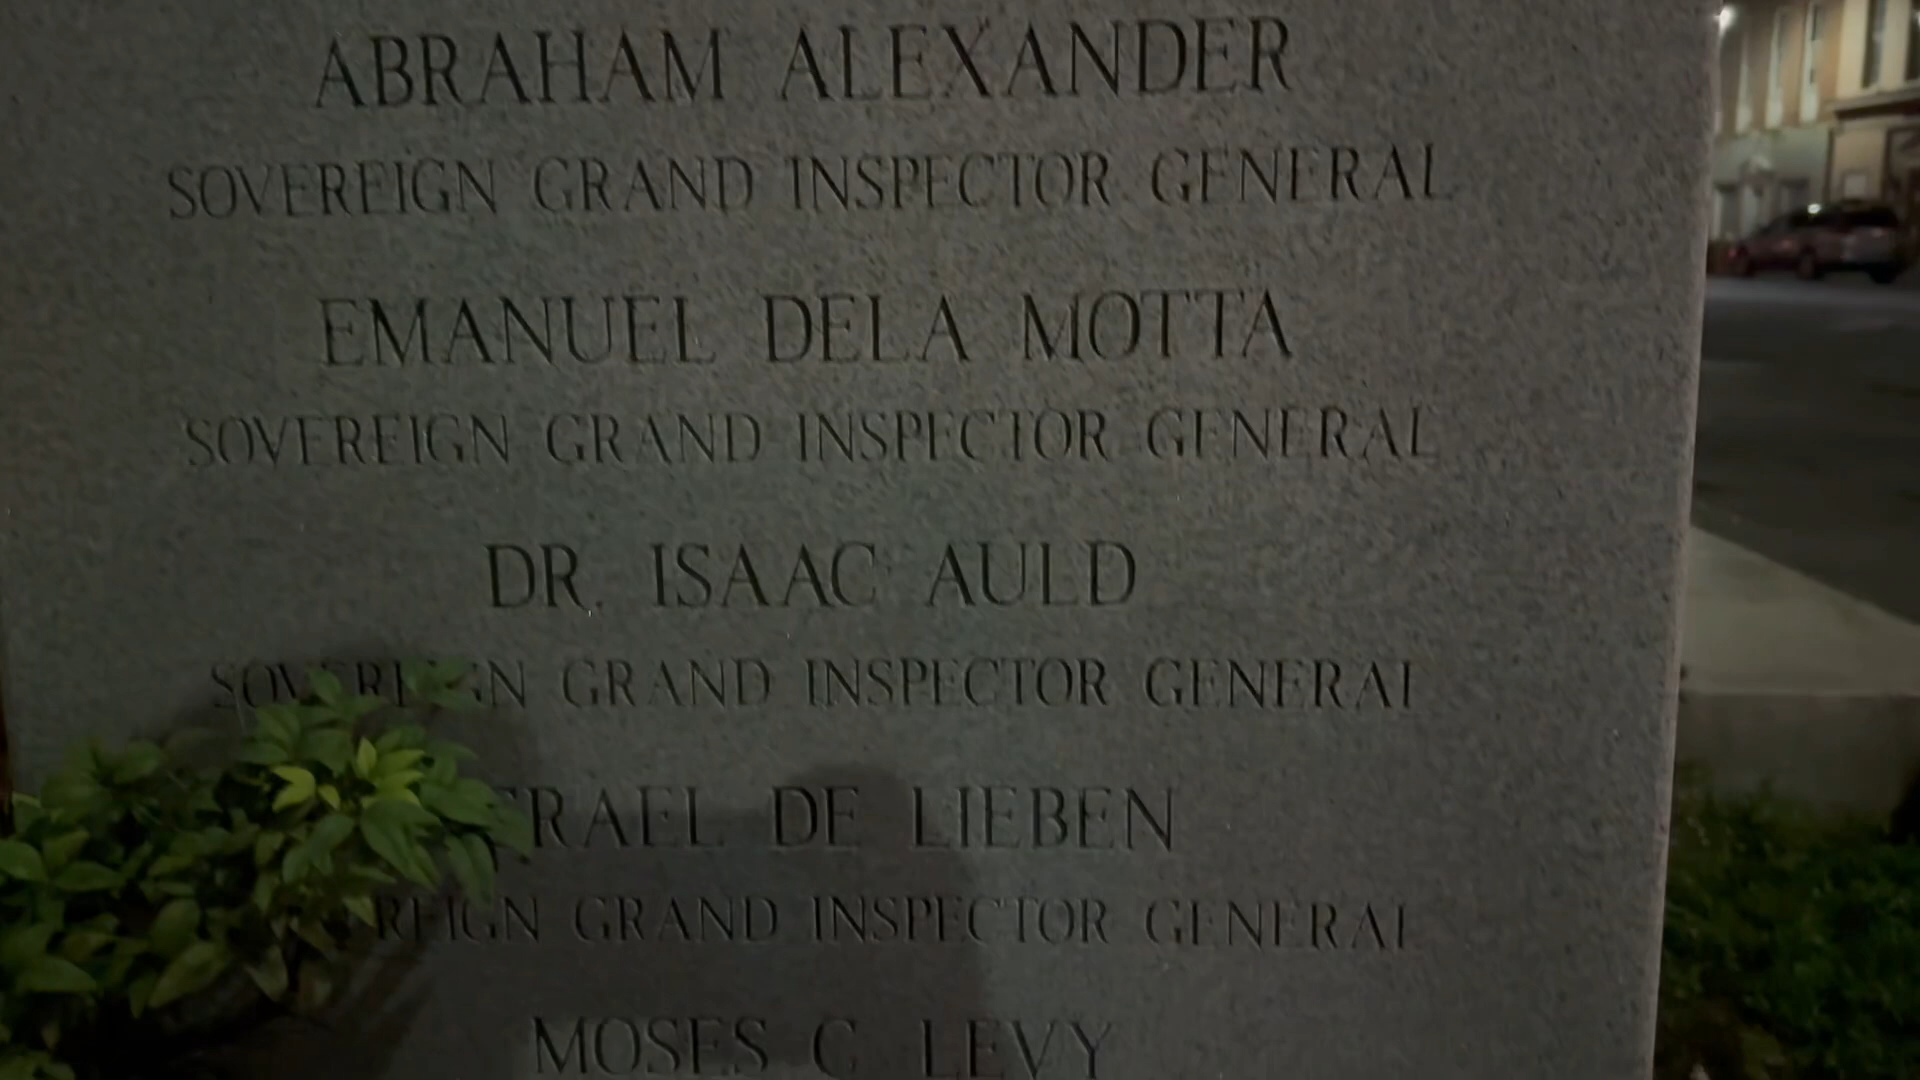 ABRAHAM ALEXANDER
SOVEREIGN GRAND INSPECTOR GENERAL
EMANUEL DELA MOTTA
SOVEREIGN GRAND INSPECTOR GENERAL
DR. ISAAC AULD
SOVEREIGN GRAND INSPECTOR GENERAL
DE LIEBEN
GRAND INSPECTOR GENERAL
MOSES C LEVY